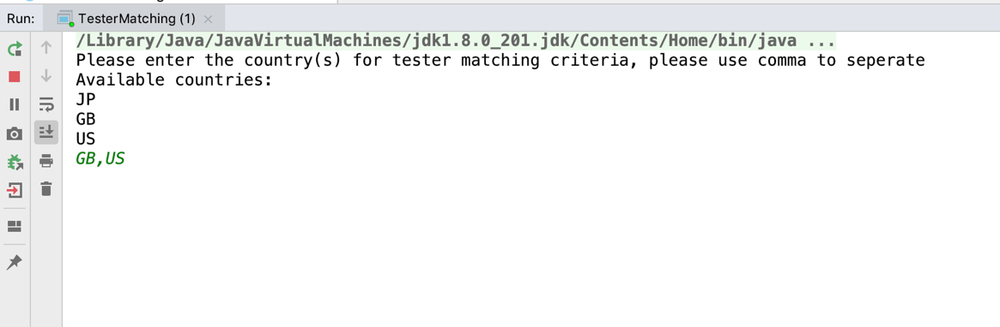 Run: TesterMatching (1)
/Library/Java/JavaVirtualMachines/jdk1.8.0_201.jdk/Contents/Home/bin/java ...
Please enter the country(s) for tester matching criteria, please use comma to seperate
Available countries:
JP
GB
US
GB,US